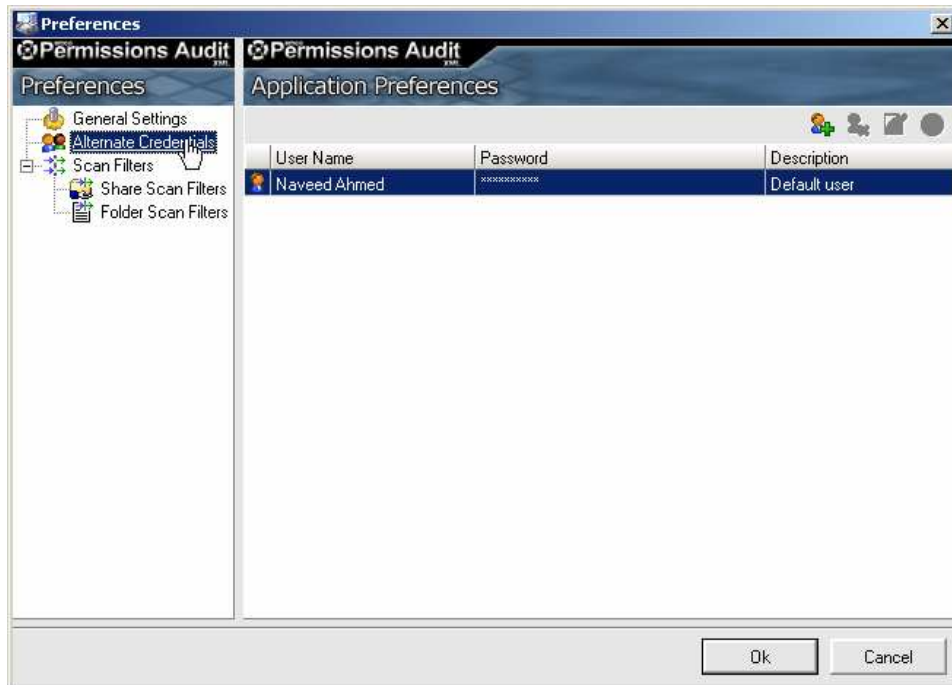 Preferences
Permissions Audit
Permissions Audit
Preferences
Application Preferences
General Settings
Alternate Credentials
Scan Filters
Share Scan Filters
Folder Scan Filters
User Name Password Description
Naveed Ahmed ********** Default user
Ok Cancel